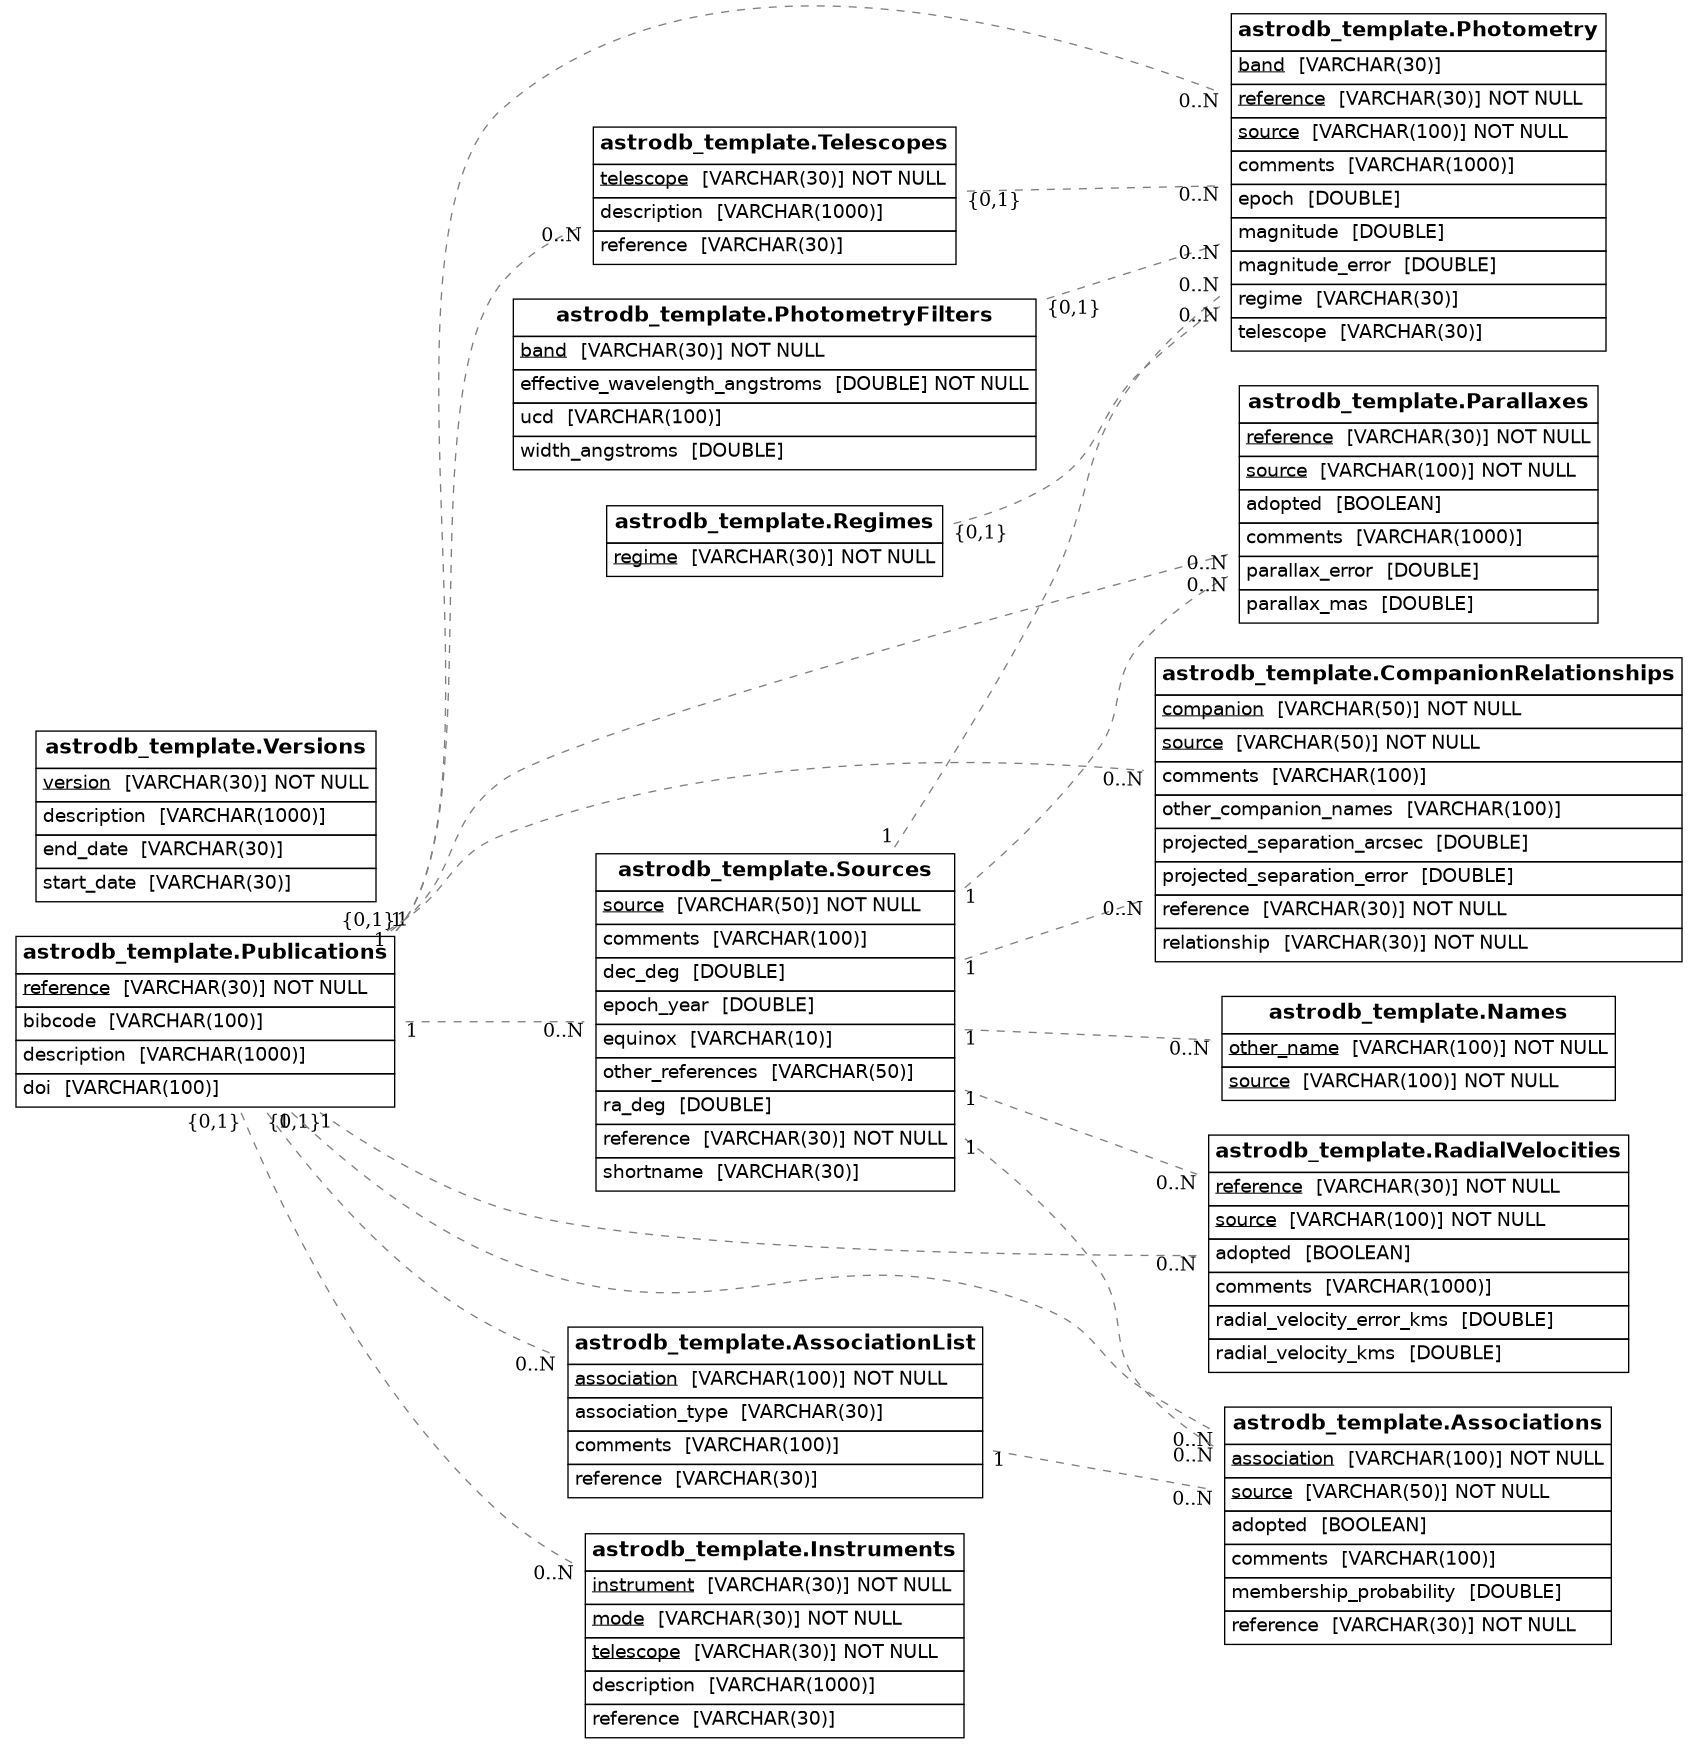 astrodb_template.Photometry
band [VARCHAR(30)]
reference [VARCHAR(30)] NOT NULL
source [VARCHAR(100)] NOT NULL
comments [VARCHAR(1000)]
epoch [DOUBLE]
magnitude [DOUBLE]
magnitude_error [DOUBLE]
regime [VARCHAR(30)]
telescope [VARCHAR(30)]
0..N
0..N
0..N
0..N
0..N
astrodb_template.Telescopes
telescope [VARCHAR(30)] NOT NULL
description [VARCHAR(1000)]
reference [VARCHAR(30)]
{0,1}
0..N
astrodb_template.PhotometryFilters
band [VARCHAR(30)] NOT NULL
effective_wavelength_angstroms [DOUBLE] NOT NULL
ucd [VARCHAR(100)]
width_angstroms [DOUBLE]
{0,1}
astrodb_template.Regimes
regime [VARCHAR(30)] NOT NULL
{0,1}
astrodb_template.Parallaxes
reference [VARCHAR(30)] NOT NULL
source [VARCHAR(100)] NOT NULL
adopted [BOOLEAN]
comments [VARCHAR(1000)]
parallax_error [DOUBLE]
parallax_mas [DOUBLE]
0..N
0..N
astrodb_template.CompanionRelationships
companion [VARCHAR(50)] NOT NULL
source [VARCHAR(50)] NOT NULL
comments [VARCHAR(100)]
other_companion_names [VARCHAR(100)]
projected_separation_arcsec [DOUBLE]
projected_separation_error [DOUBLE]
reference [VARCHAR(30)] NOT NULL
relationship [VARCHAR(30)] NOT NULL
0..N
0..N
astrodb_template.Versions
version [VARCHAR(30)] NOT NULL
description [VARCHAR(1000)]
end_date [VARCHAR(30)]
start_date [VARCHAR(30)]
{0,1}
1
1
1
astrodb_template.Publications
reference [VARCHAR(30)] NOT NULL
bibcode [VARCHAR(100)]
description [VARCHAR(1000)]
doi [VARCHAR(100)]
1
0..N
{0,1}
{0,1}
1
1
1
astrodb_template.Sources
source [VARCHAR(50)] NOT NULL
comments [VARCHAR(100)]
dec_deg [DOUBLE]
epoch_year [DOUBLE]
equinox [VARCHAR(10)]
other_references [VARCHAR(50)]
ra_deg [DOUBLE]
reference [VARCHAR(30)] NOT NULL
shortname [VARCHAR(30)]
1
1
1
1
1
astrodb_template.Names
other_name [VARCHAR(100)] NOT NULL
source [VARCHAR(100)] NOT NULL
0..N
astrodb_template.RadialVelocities
reference [VARCHAR(30)] NOT NULL
source [VARCHAR(100)] NOT NULL
adopted [BOOLEAN]
comments [VARCHAR(1000)]
radial_velocity_error_kms [DOUBLE]
radial_velocity_kms [DOUBLE]
0..N
0..N
astrodb_template.AssociationList
association [VARCHAR(100)] NOT NULL
association_type [VARCHAR(30)]
comments [VARCHAR(100)]
reference [VARCHAR(30)]
0..N
1
astrodb_template.Associations
association [VARCHAR(100)] NOT NULL
source [VARCHAR(50)] NOT NULL
adopted [BOOLEAN]
comments [VARCHAR(100)]
membership_probability [DOUBLE]
reference [VARCHAR(30)] NOT NULL
0..N
0..N
0..N
astrodb_template.Instruments
instrument [VARCHAR(30)] NOT NULL
mode [VARCHAR(30)] NOT NULL
telescope [VARCHAR(30)] NOT NULL
description [VARCHAR(1000)]
reference [VARCHAR(30)]
0..N